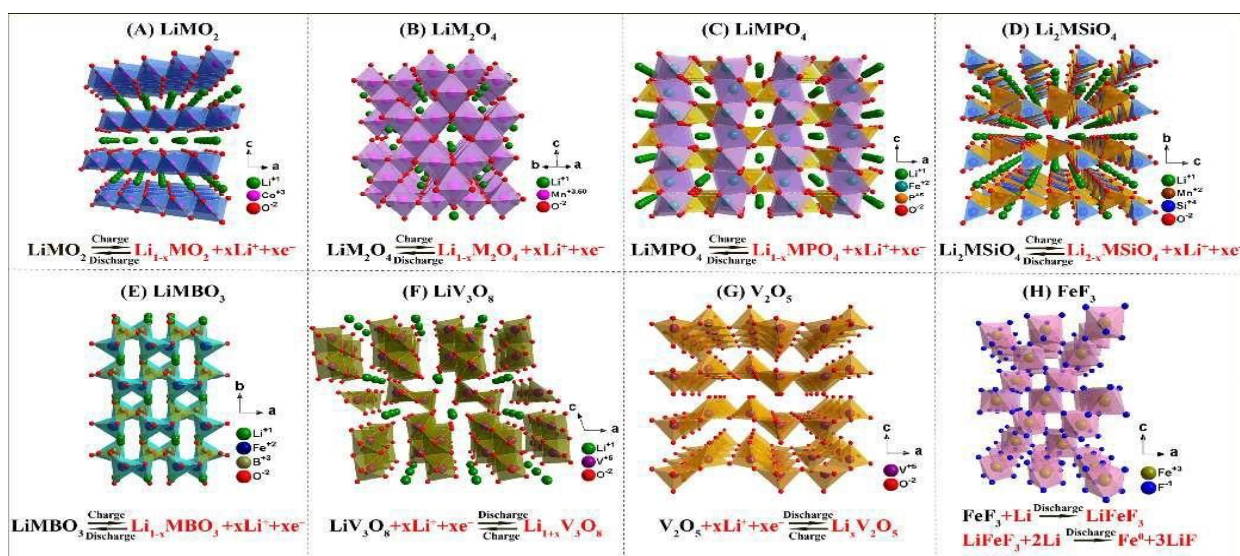 (A) LiMO₂
c
a
Li⁺¹
Co⁺³
O⁻²
LiMO₂ Charge Discharge Li₁₋ₓMO₂+xLi⁺+xe⁻
(B) LiM₂O₄
c
b a
Li⁺¹
Mn⁺³·⁶⁰
O⁻²
LiM₂O₄ Charge Discharge Li₁₋ₓM₂O₄+xLi⁺+xe⁻
(C) LiMPO₄
c
a
Li⁺¹
Fe⁺²
P⁺⁵
O⁻²
LiMPO₄ Charge Discharge Li₁₋ₓMPO₄+xLi⁺+xe⁻
(D) Li₂MSiO₄
b
c
Li⁺¹
Mn⁺²
Si⁺⁴
O⁻²
Li₂MSiO₄ Charge Discharge Li₂₋ₓMSiO₄+xLi⁺+xe⁻
(E) LiMBO₃
b
a
Li⁺¹
Fe⁺²
B⁺³
O⁻²
LiMBO₃ Charge Discharge Li₁₋ₓMBO₃+xLi⁺+xe⁻
(F) LiV₃O₈
c
a
Li⁺¹
V⁺⁵
O⁻²
LiV₃O₈+xLi⁺+xe⁻ Discharge Charge Li₁₊ₓV₃O₈
(G) V₂O₅
c
a
V⁺⁵
O⁻²
V₂O₅+xLi⁺+xe⁻ Discharge Charge LiₓV₂O₅
(H) FeF₃
c
a
Fe⁺³
F⁻¹
FeF₃+Li Discharge LiFeF₃
LiFeF₃+2Li Discharge Fe⁰+3LiF